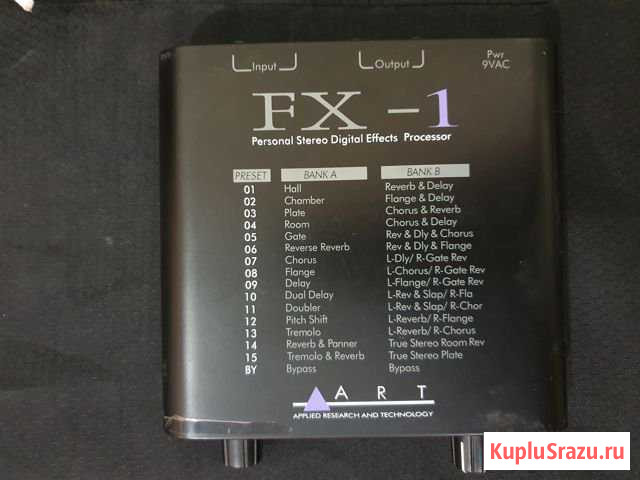 Input Output Pwr
9VAC
FX -1
Personal Stereo Digital Effects Processor
PRESET BANK A BANK B
01 Hall Reverb & Delay
02 Chamber Flange & Delay
03 Plate Chorus & Reverb
04 Room Chorus & Delay
05 Gate Rev & Dly & Chorus
06 Reverse Reverb Rev & Dly & Flange
07 Chorus L-Dly/ R-Gate Rev
08 Flange L-Chorus/ R-Gate Rev
09 Delay L-Flange/ R-Gate Rev
10 Dual Delay L-Rev & Slap/ R-Fla
11 Doubler L-Rev & Slap/ R-Chor
12 Pitch Shift L-Reverb/ R-Flange
13 Tremolo L-Reverb/ R-Chorus
14 Reverb & Panner True Stereo Room Rev
15 Tremolo & Reverb True Stereo Plate
BY Bypass Bypass
ART
APPLIED RESEARCH AND TECHNOLOGY
KupluSrazu.ru